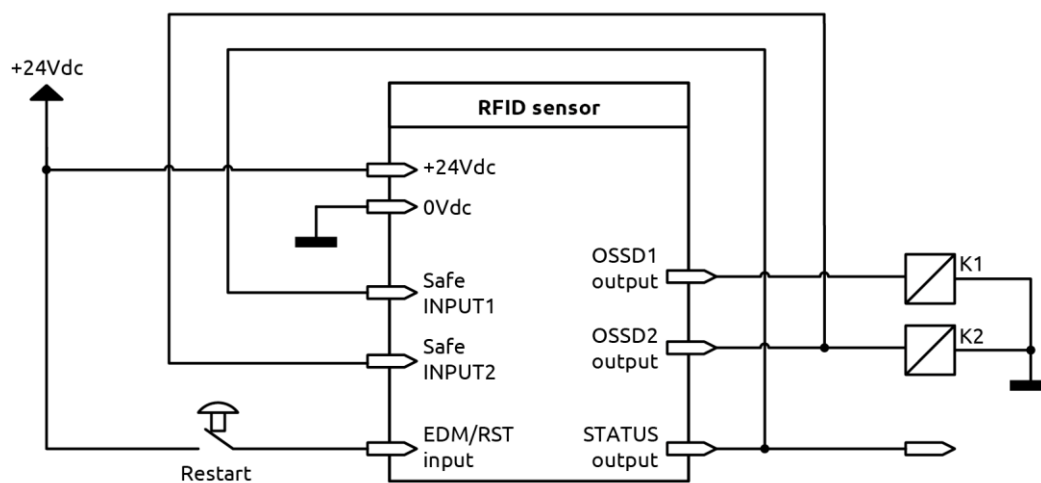 +24Vdc
RFID sensor
+24Vdc
0Vdc
OSSD1
output
K1
Safe
INPUT1
OSSD2
output
K2
Safe
INPUT2
EDM/RST
input
STATUS
output
Restart